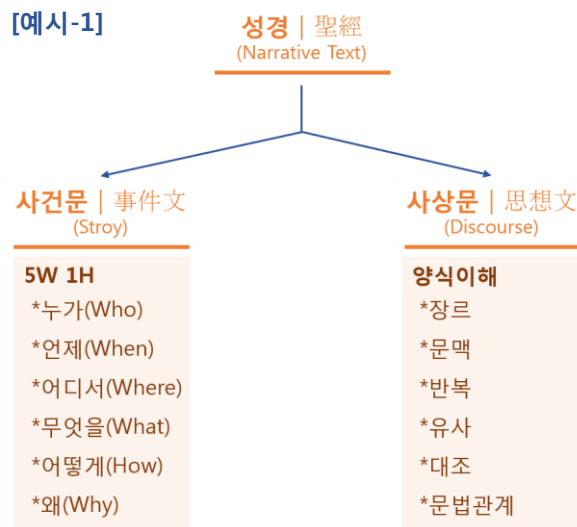 [예시-1]
성경 | 聖經
(Narrative Text)
사건문 | 事件文
(Stroy)
5W 1H
*누가(Who)
*언제(When)
*어디서(Where)
*무엇을(What)
*어떻게(How)
*왜(Why)
사상문 | 思想文
(Discourse)
양식이해
*장르
*문맥
*반복
*유사
*대조
*문법관계